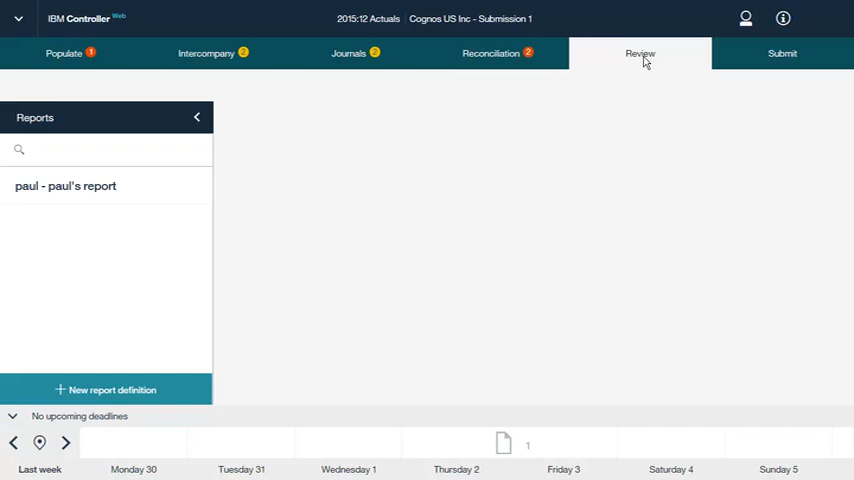 IBM Controller Web 2015:12 Actuals Cognos US Inc - Submission 1
Populate 1 Intercompany 2 Journals 2 Reconciliation 2 Review Submit
Reports
paul - paul's report
New report definition
No upcoming deadlines
1
Last week Monday 30 Tuesday 31 Wednesday 1 Thursday 2 Friday 3 Saturday 4 Sunday 5